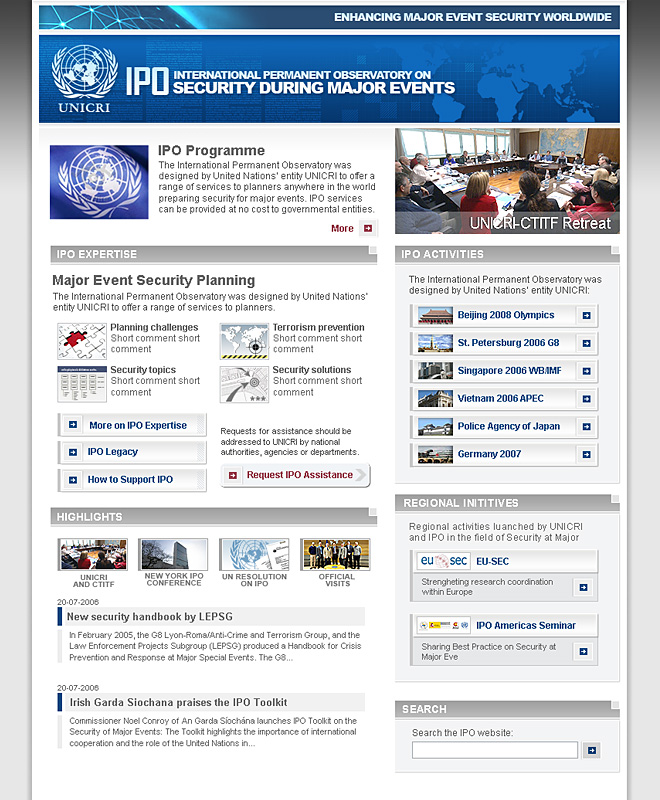 ENHANCING MAJOR EVENT SECURITY WORLDWIDE
UNICRI
IPO
INTERNATIONAL PERMANENT OBSERVATORY ON
SECURITY DURING MAJOR EVENTS
IPO Programme
The International Permanent Observatory was
designed by United Nations' entity UNICRI to offer a
range of services to planners anywhere in the world
preparing security for major events. IPO services
can be provided at no cost to governmental entities.
More
UNICRI-CTITF Retreat
IPO EXPERTISE
Major Event Security Planning
The International Permanent Observatory was designed by United Nations'
entity UNICRI to offer a range of services to planners.
Planning challenges
Short comment short
comment
Terrorism prevention
Short comment short
comment
Security topics
Short comment short
comment
Security solutions
Short comment short
comment
More on IPO Expertise
IPO Legacy
How to Support IPO
Requests for assistance should be
addressed to UNICRI by national
authorities, agencies or departments.
Request IPO Assistance
HIGHLIGHTS
UNICRI
AND CTITF
NEW YORK IPO
CONFERENCE
UN RESOLUTION
ON IPO
OFFICIAL
VISITS
20-07-2006
New security handbook by LEPSG
In February 2005, the G8 Lyon-Roma/Anti-Crime and Terrorism Group, and the
Law Enforcement Projects Subgroup (LEPSG) produced a Handbook for Crisis
Prevention and Response at Major Special Events. The G8...
20-07-2006
Irish Garda Siochana praises the IPO Toolkit
Commissioner Noel Conroy of An Garda Síochána launches IPO Toolkit on the
Security of Major Events: The Toolkit highlights the importance of international
cooperation and the role of the United Nations in...
IPO ACTIVITIES
The International Permanent Observatory was
designed by United Nations' entity UNICRI:
Beijing 2008 Olympics
St. Petersburg 2006 G8
Singapore 2006 WB/IMF
Vietnam 2006 APEC
Police Agency of Japan
Germany 2007
REGIONAL INITITIVES
Regional activities luanched by UNICRI
and IPO in the field of Security at Major
eu sec
EU-SEC
Strengheting research coordination
within Europe
IPO Americas Seminar
Sharing Best Practice on Security at
Major Eve
SEARCH
Search the IPO website: